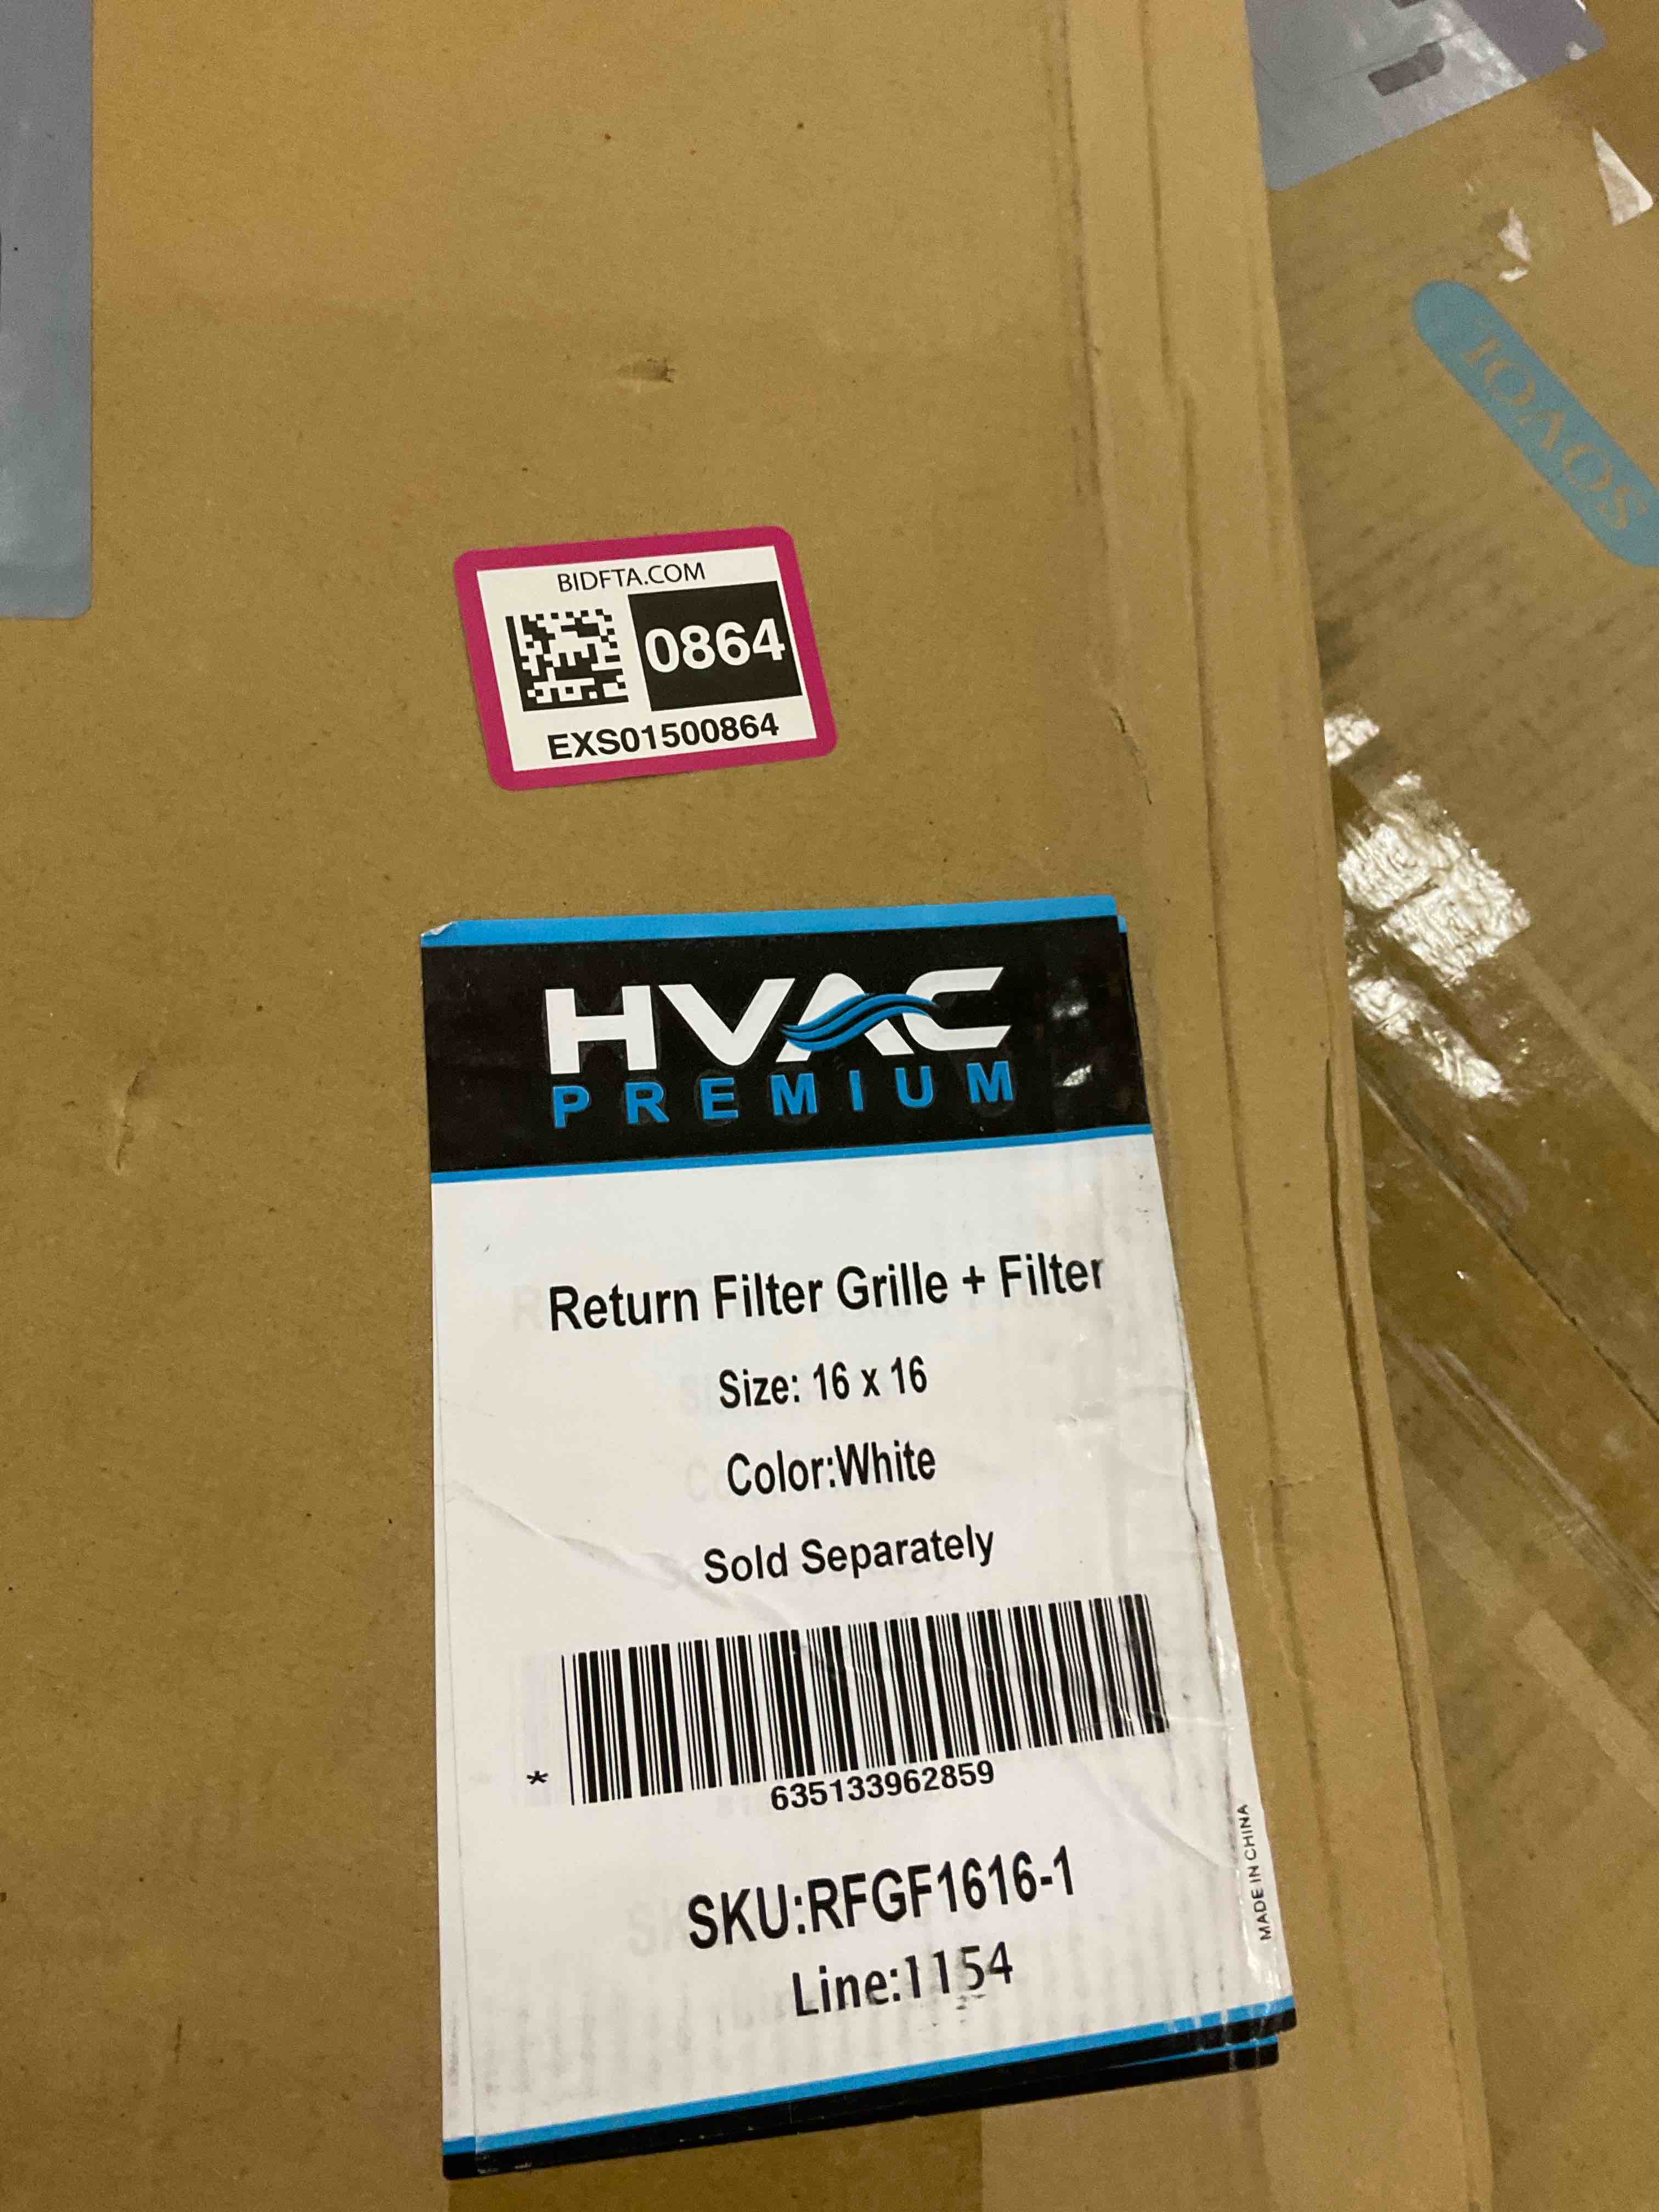 SOVOL
BIDFTA.COM
0864
EXS01500864
HVAC
PREMIUM
Return Filter Grille + Filter
Size: 16 x 16
Color:White
Sold Separately
*
635133962859
SKU:RFGF1616-1
Line:1154
MADE IN CHINA